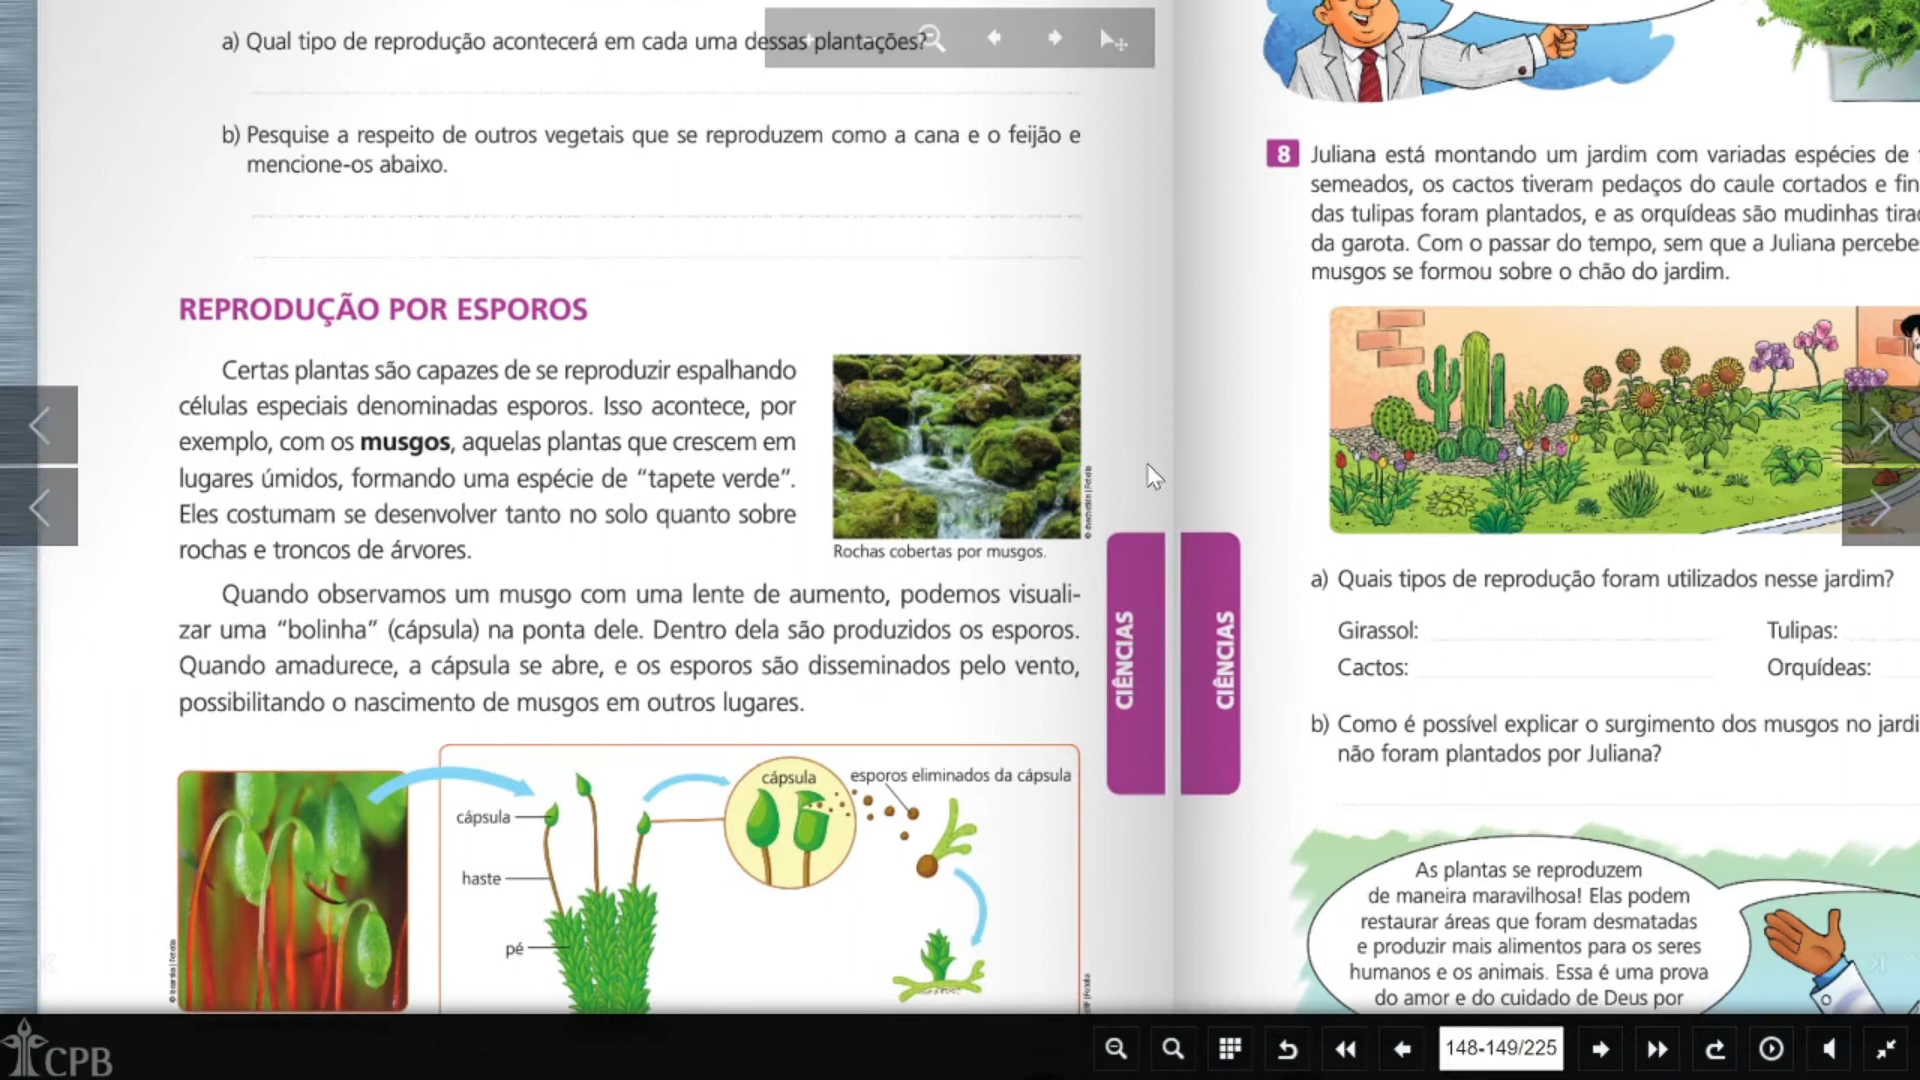 a) Qual tipo de reprodução acontecerá em cada uma dessas plantações?
b) Pesquise a respeito de outros vegetais que se reproduzem como a cana e o feijão e
mencione-os abaixo.
REPRODUÇÃO POR ESPOROS
Certas plantas são capazes de se reproduzir espalhando
células especiais denominadas esporos. Isso acontece, por
exemplo, com os musgos, aquelas plantas que crescem em
lugares úmidos, formando uma espécie de “tapete verde”.
Eles costumam se desenvolver tanto no solo quanto sobre
rochas e troncos de árvores.
Rochas cobertas por musgos.
Quando observamos um musgo com uma lente de aumento, podemos visuali-
zar uma “bolinha” (cápsula) na ponta dele. Dentro dela são produzidos os esporos.
Quando amadurece, a cápsula se abre, e os esporos são disseminados pelo vento,
possibilitando o nascimento de musgos em outros lugares.
cápsula
esporos eliminados da cápsula
cápsula
haste
pé
CIÊNCIAS
CIÊNCIAS
8 Juliana está montando um jardim com variadas espécies de
semeados, os cactos tiveram pedaços do caule cortados e fin
das tulipas foram plantados, e as orquídeas são mudinhas tira
da garota. Com o passar do tempo, sem que a Juliana percebe
musgos se formou sobre o chão do jardim.
a) Quais tipos de reprodução foram utilizados nesse jardim?
Girassol:
Tulipas:
Cactos:
Orquídeas:
b) Como é possível explicar o surgimento dos musgos no jardi
não foram plantados por Juliana?
As plantas se reproduzem
de maneira maravilhosa! Elas podem
restaurar áreas que foram desmatadas
e produzir mais alimentos para os seres
humanos e os animais. Essa é uma prova
do amor e do cuidado de Deus por
CPB
148-149/225